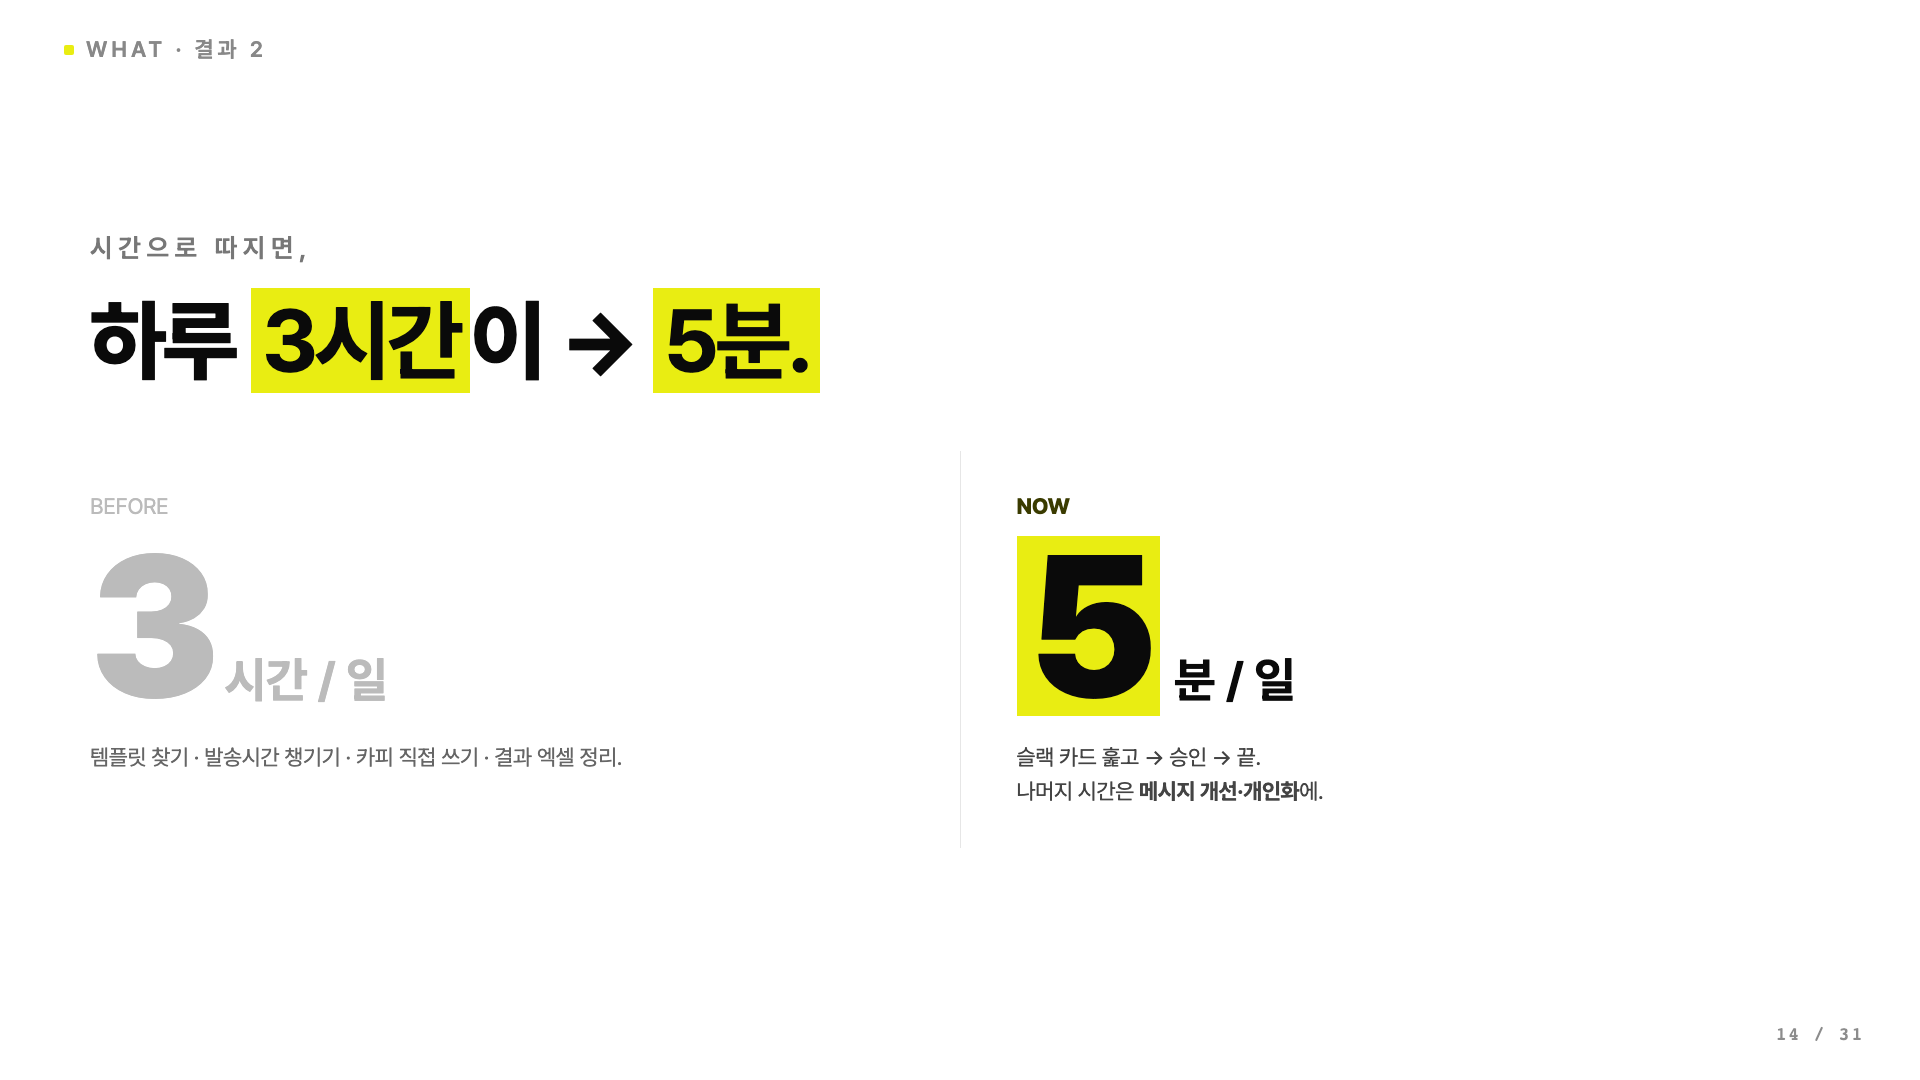 WHAT · 결과 2
시간으로 따지면,
하루 3시간이 → 5분.
BEFORE
3 시간 / 일
템플릿 찾기 · 발송시간 챙기기 · 카피 직접 쓰기 · 결과 엑셀 정리.
NOW
5 분 / 일
슬랙 카드 훑고 → 승인 → 끝.
나머지 시간은 메시지 개선·개인화에.
14 / 31